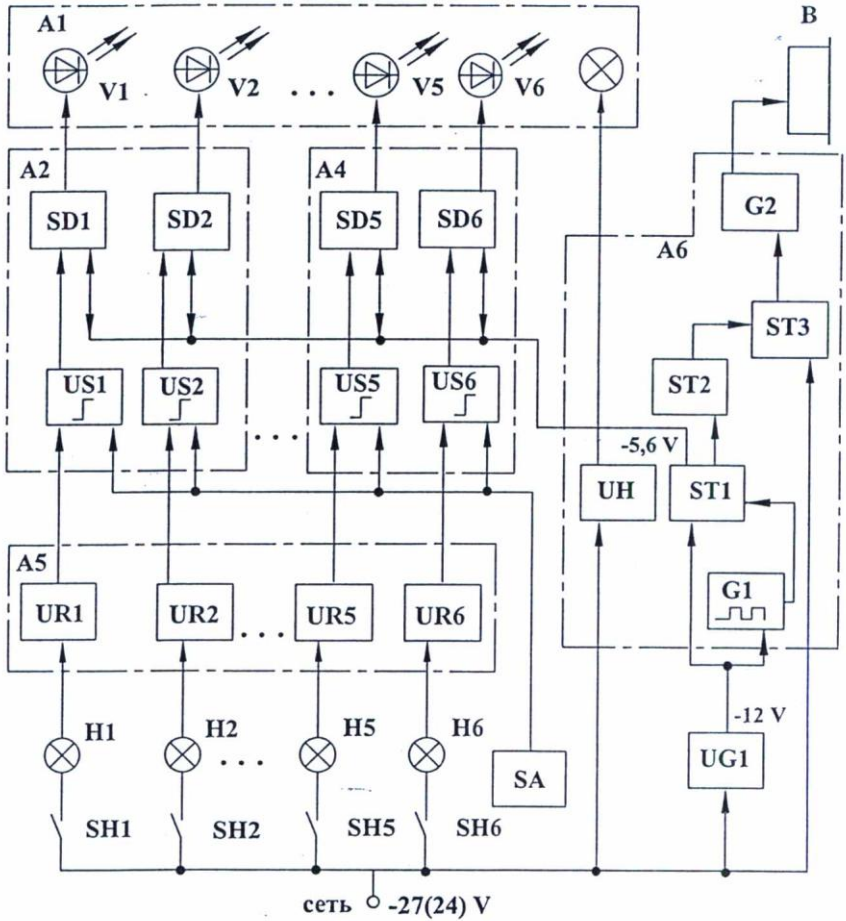 A1
B
V1
V2
. . .
V5
V6
A2
A4
A6
SD1
SD2
SD5
SD6
G2
ST3
ST2
US1
US2
US5
US6
. . .
-5,6 V
UH
ST1
A5
UR1
UR2
. . .
UR5
UR6
G1
H1
H2
. . .
H5
H6
-12 V
SA
UG1
SH1
SH2
SH5
SH6
сеть -27(24) V